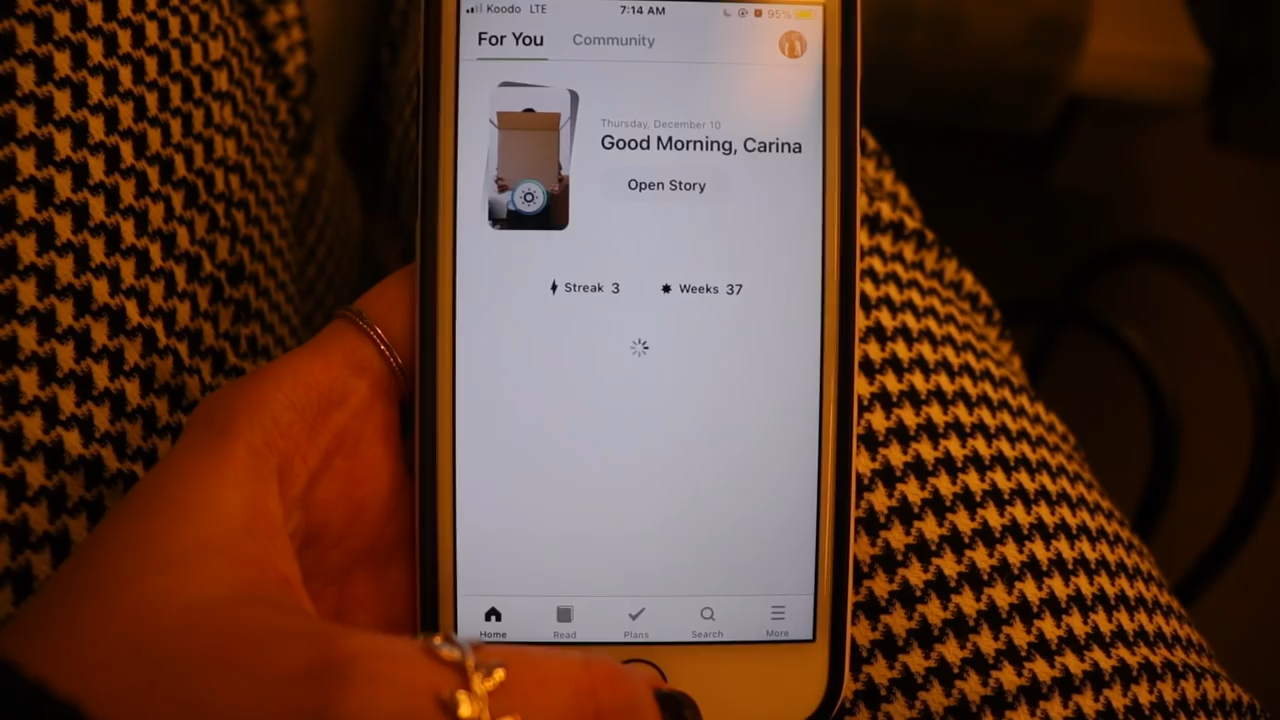 Koodo LTE 7:14 AM 95%
For You Community
Thursday, December 10
Good Morning, Carina
Open Story
Streak 3 Weeks 37
Home Read Plans Search More